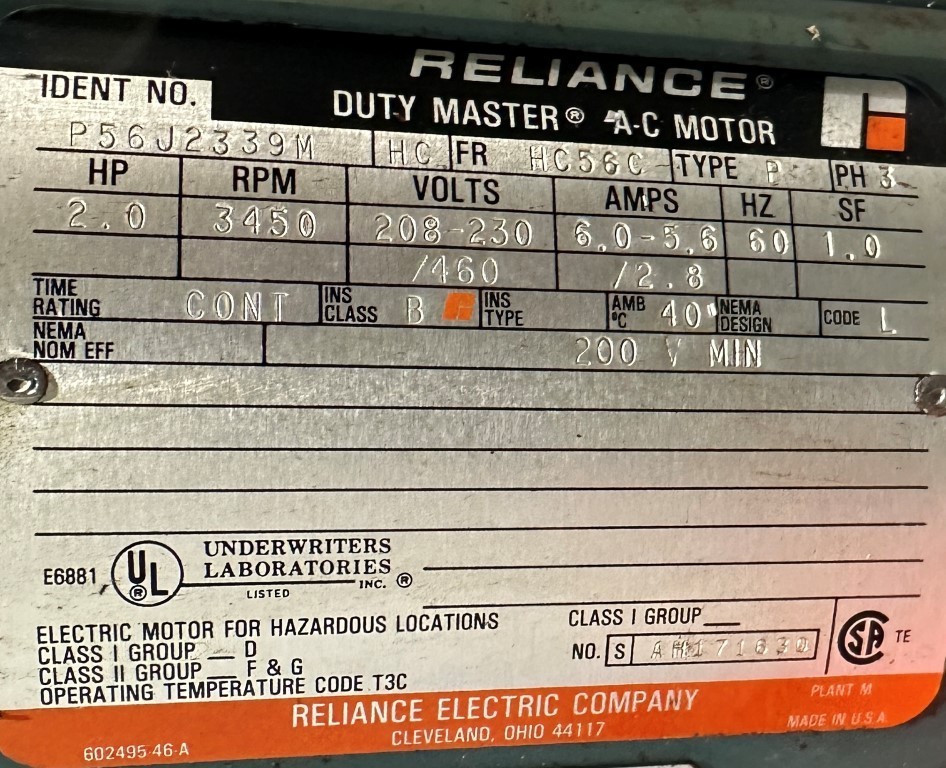 RELIANCE®
IDENT NO. DUTY MASTER® A-C MOTOR
P56J2339M HC FR HC56C TYPE P PH 3
HP RPM VOLTS AMPS HZ SF
2.0 3450 208-230 6.0-5.6 60 1.0
/460 /2.8
TIME RATING CONT INS CLASS B INS TYPE AMB °C 40 NEMA DESIGN CODE L
NEMA NOM EFF 200 V MIN
E6881 UL® UNDERWRITERS
LABORATORIES
INC. ®
LISTED
ELECTRIC MOTOR FOR HAZARDOUS LOCATIONS CLASS I GROUP
CLASS I GROUP D NO. S
CLASS II GROUP F & G
OPERATING TEMPERATURE CODE T3C
SA TE
RELIANCE ELECTRIC COMPANY PLANT M
CLEVELAND, OHIO 44117 MADE IN U.S.A
602495-46-A